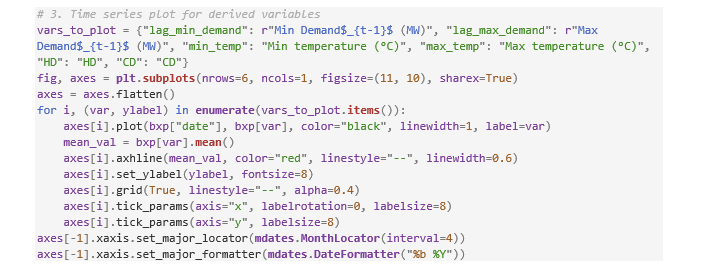 # 3. Time series plot for derived variables
vars_to_plot = {"lag_min_demand": r"Min Demand$_{t-1}$ (MW)", "lag_max_demand": r"Max
Demand$_{t-1}$ (MW)", "min_temp": "Min temperature (°C)", "max_temp": "Max temperature (°C)",
"HD": "HD", "CD": "CD"}
fig, axes = plt.subplots(nrows=6, ncols=1, figsize=(11, 10), sharex=True)
axes = axes.flatten()
for i, (var, ylabel) in enumerate(vars_to_plot.items()):
    axes[i].plot(bxp["date"], bxp[var], color="black", linewidth=1, label=var)
    mean_val = bxp[var].mean()
    axes[i].axhline(mean_val, color="red", linestyle="--", linewidth=0.6)
    axes[i].set_ylabel(ylabel, fontsize=8)
    axes[i].grid(True, linestyle="--", alpha=0.4)
    axes[i].tick_params(axis="x", labelrotation=0, labelsize=8)
    axes[i].tick_params(axis="y", labelsize=8)
axes[-1].xaxis.set_major_locator(mdates.MonthLocator(interval=4))
axes[-1].xaxis.set_major_formatter(mdates.DateFormatter("%b %Y"))